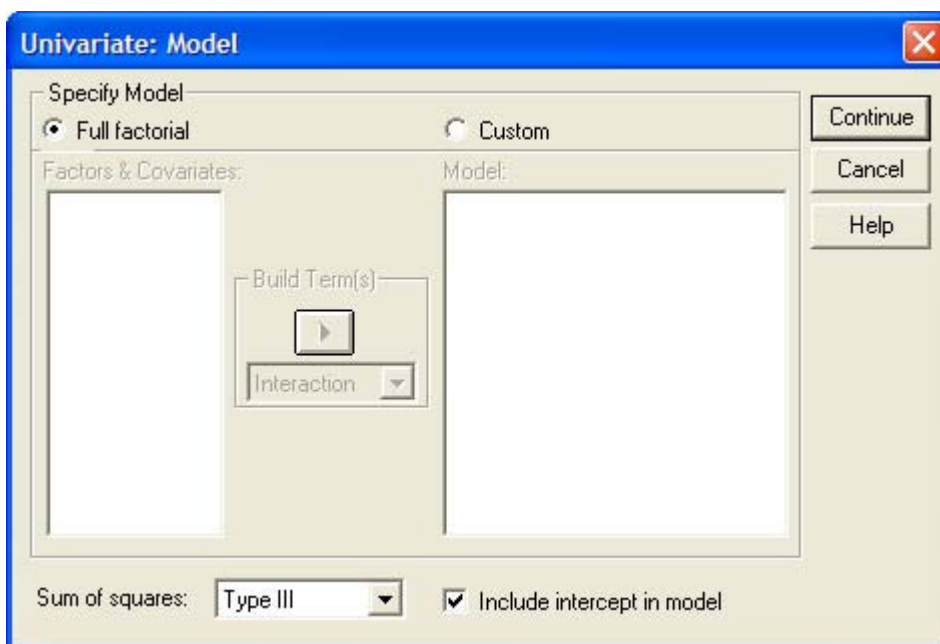 Univariate: Model
Specify Model
Full factorial
Custom
Continue
Factors & Covariates:
Model:
Cancel
Help
Build Term(s)
Interaction
Sum of squares:
Type III
Include intercept in model